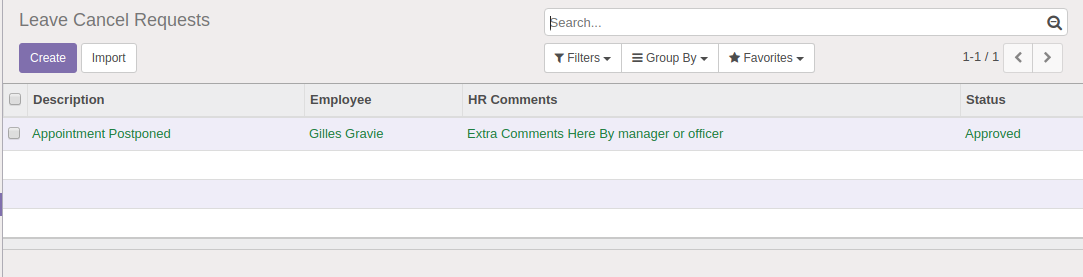 Leave Cancel Requests
Search...
Create Import
Filters Group By Favorites 1-1 / 1
Description Employee HR Comments Status
Appointment Postponed Gilles Gravie Extra Comments Here By manager or officer Approved